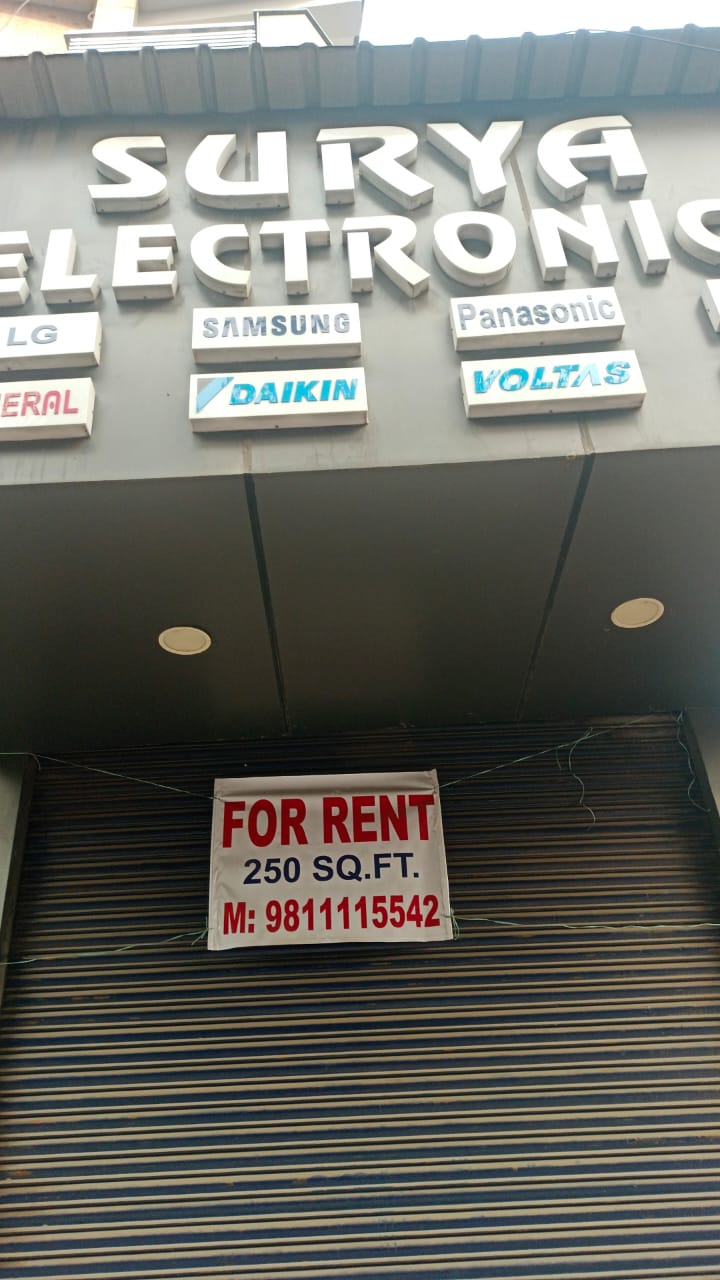 SURYA
ELECTRONIC
LG
SAMSUNG
Panasonic
ERAL
DAIKIN
VOLTAS
FOR RENT
250 SQ.FT.
M: 9811115542